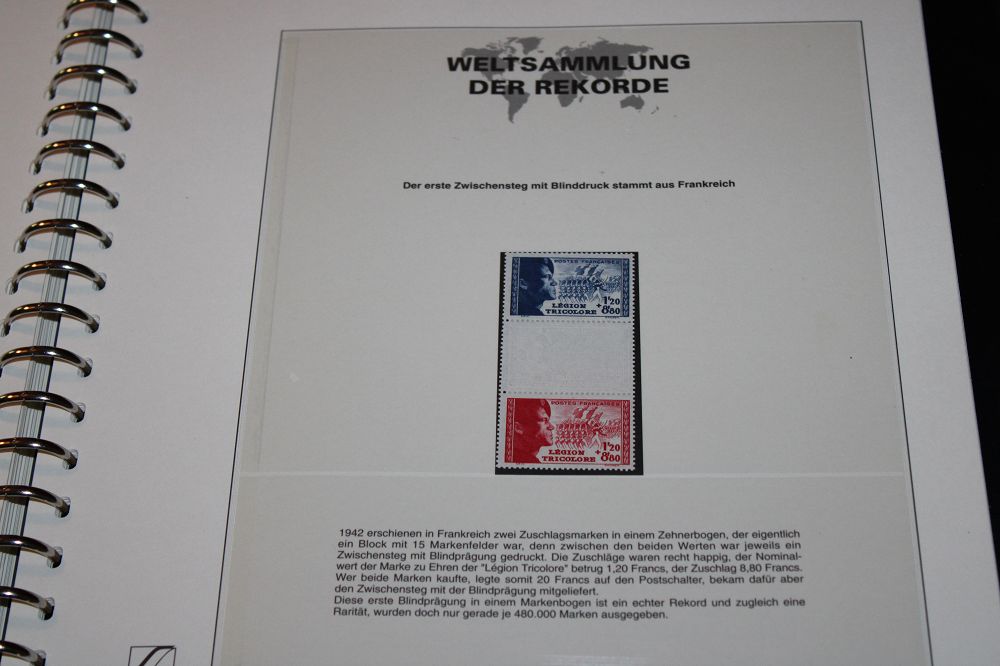 WELTSAMMLUNG
DER REKORDE
Der erste Zwischensteg mit Blinddruck stammt aus Frankreich
POSTES FRANÇAISES
LÉGION
TRICOLORE
1'20
+ 8'80
POSTES FRANÇAISES
LÉGION
TRICOLORE
1'20
+ 8'80
1942 erschienen in Frankreich zwei Zuschlagsmarken in einem Zehnerbogen, der eigentlich
ein Block mit 15 Markenfelder war, denn zwischen den beiden Werten war jeweils ein
Zwischensteg mit Blindprägung gedruckt. Die Zuschläge waren recht happig, der Nominal-
wert der Marke zu Ehren der "Légion Tricolore" betrug 1,20 Francs, der Zuschlag 8,80 Francs.
Wer beide Marken kaufte, legte somit 20 Francs auf den Postschalter, bekam dafür aber
den Zwischensteg mit der Blindprägung mitgeliefert.
Diese erste Blindprägung in einem Markenbogen ist ein echter Rekord und zugleich eine
Rarität, wurden doch nur gerade je 480.000 Marken ausgegeben.